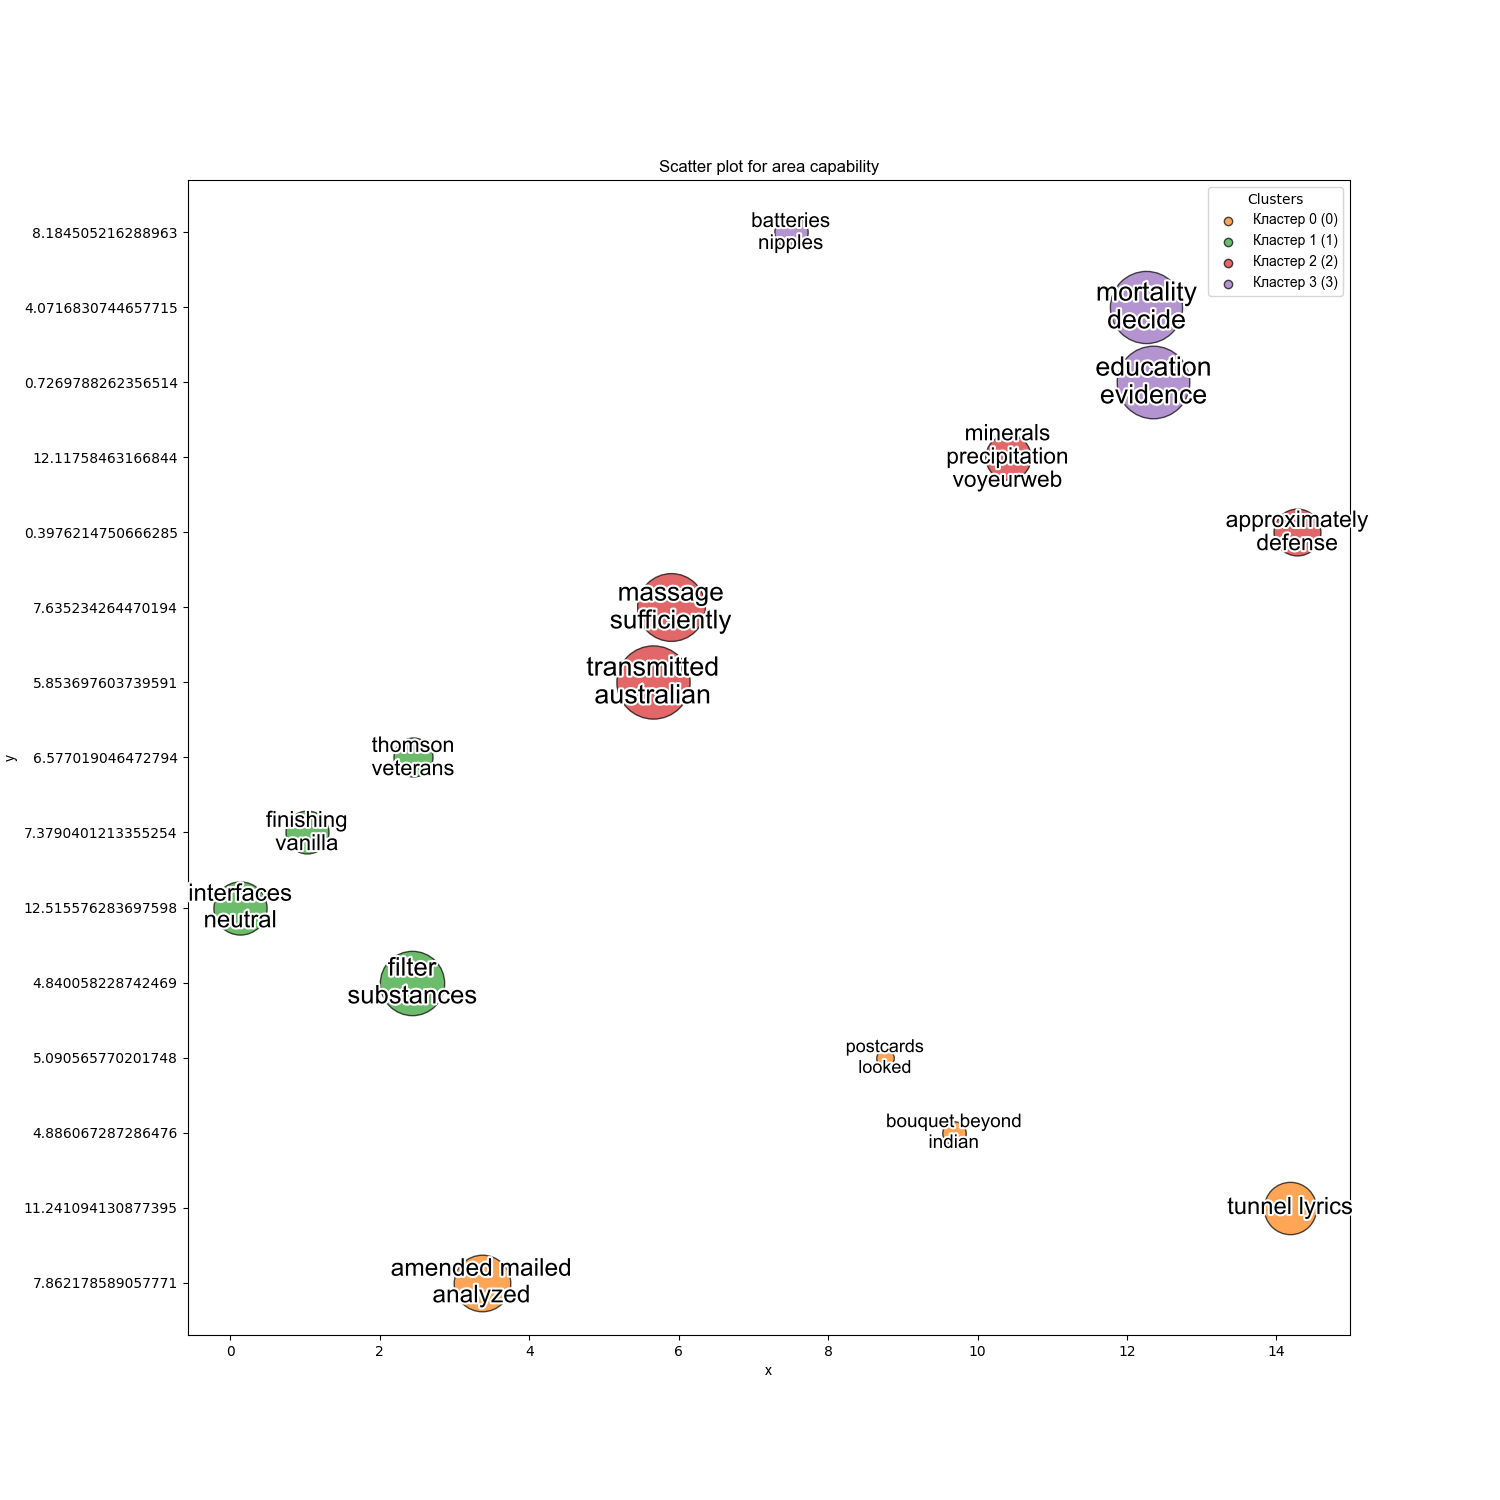 Scatter plot for area capability
Clusters
Кластер 0 (0)
Кластер 1 (1)
Кластер 2 (2)
Кластер 3 (3)
8.184505216288963
batteries
nipples
4.0716830744657715
mortality
decide
0.7269788262356514
education
evidence
12.11758463166844
minerals
precipitation
voyeurweb
0.3976214750666285
approximately
defense
7.635234264470194
massage
sufficiently
5.853697603739591
transmitted
australian
y
6.577019046472794
thomson
veterans
7.3790401213355254
finishing
vanilla
12.515576283697598
interfaces
neutral
4.840058228742469
filter
substances
5.090565770201748
postcards
looked
4.886067287286476
bouquet beyond
indian
11.241094130877395
tunnel lyrics
7.862178589057771
amended mailed
analyzed
0 2 4 6 8 10 12 14
x